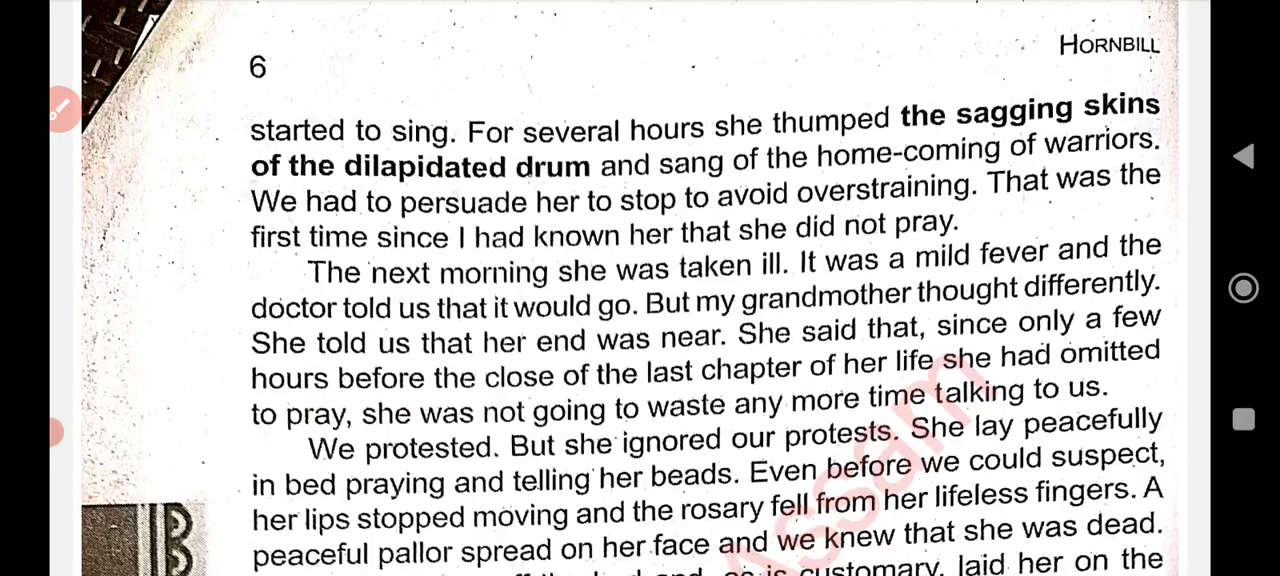 6
HORNBILL
started to sing. For several hours she thumped the sagging skins
of the dilapidated drum and sang of the home-coming of warriors.
We had to persuade her to stop to avoid overstraining. That was the
first time since I had known her that she did not pray.
The next morning she was taken ill. It was a mild fever and the
doctor told us that it would go. But my grandmother thought differently.
She told us that her end was near. She said that, since only a few
hours before the close of the last chapter of her life she had omitted
to pray, she was not going to waste any more time talking to us.
We protested. But she ignored our protests. She lay peacefully
in bed praying and telling her beads. Even before we could suspect,
her lips stopped moving and the rosary fell from her lifeless fingers. A
peaceful pallor spread on her face and we knew that she was dead.
customary, laid her on the
Assam